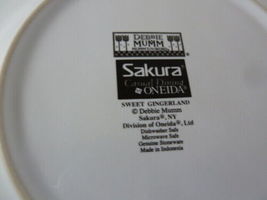 DEBBIE
MUMM
Sakura
Casual Dining
by ONEIDA®
SWEET GINGERLAND
© Debbie Mumm
Sakura®, NY
Division of Oneida®, Ltd
Dishwasher Safe
Microwave Safe
Genuine Stoneware
Made in Indonesia